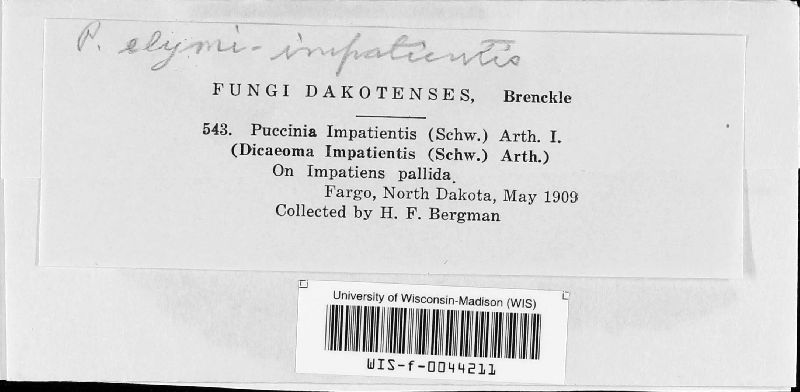 P. elymi-impatientis
FUNGI DAKOTENSES, Brenckle
543. Puccinia Impatientis (Schw.) Arth. I.
(Dicaeoma Impatientis (Schw.) Arth.)
On Impatiens pallida.
Fargo, North Dakota, May 1909
Collected by H. F. Bergman
University of Wisconsin-Madison (WIS)
WIS-f-0044211